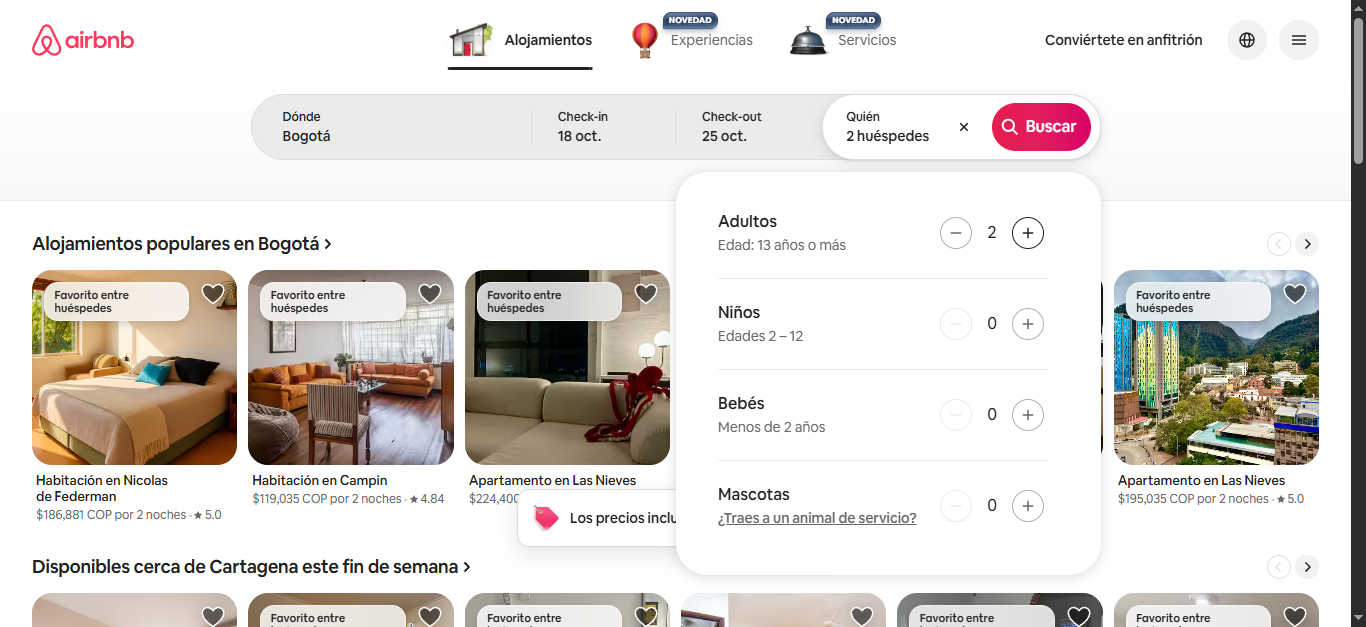 airbnb
Alojamientos
NOVEDAD
Experiencias
NOVEDAD
Servicios
Conviértete en anfitrión
Dónde
Bogotá
Check-in
18 oct.
Check-out
25 oct.
Quién
2 huéspedes
Buscar
Adultos
Edad: 13 años o más
2
Niños
Edades 2 – 12
0
Bebés
Menos de 2 años
0
Mascotas
¿Traes a un animal de servicio?
0
Alojamientos populares en Bogotá
Favorito entre
huéspedes
Favorito entre
huéspedes
Favorito entre
huéspedes
Favorito entre
huéspedes
Habitación en Nicolas
de Federman
$186,881 COP por 2 noches · ★ 5.0
Habitación en Campin
$119,035 COP por 2 noches · ★ 4.84
Apartamento en Las Nieves
$224,400
Apartamento en Las Nieves
$195,035 COP por 2 noches · ★ 5.0
Los precios
Disponibles cerca de Cartagena este fin de semana
Favorito entre
Favorito entre
Favorito entre
Favorito entre